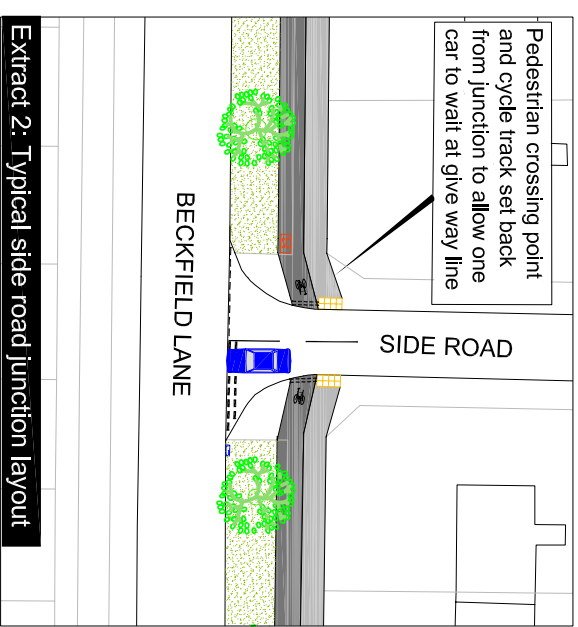 Pedestrian crossing point
and cycle track set back
from junction to alllow one
car to wait at give way line
SIDE ROAD
BECKFIELD LANE
Extract 2: Typical side road junction layout